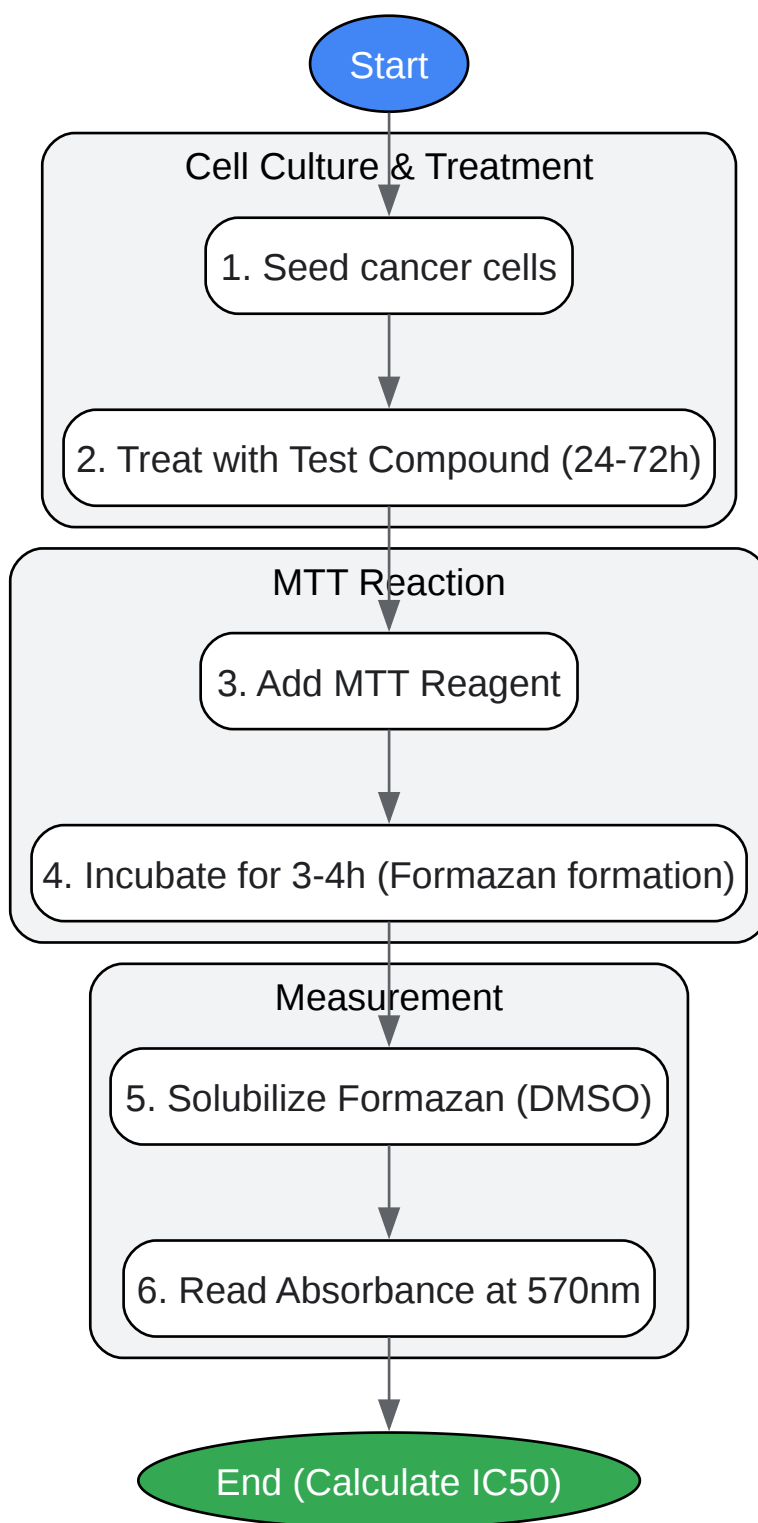 Start
Cell Culture & Treatment
1. Seed cancer cells
2. Treat with Test Compound (24-72h)
MTT Reaction
3. Add MTT Reagent
4. Incubate for 3-4h (Formazan formation)
Measurement
5. Solubilize Formazan (DMSO)
6. Read Absorbance at 570nm
End (Calculate IC50)